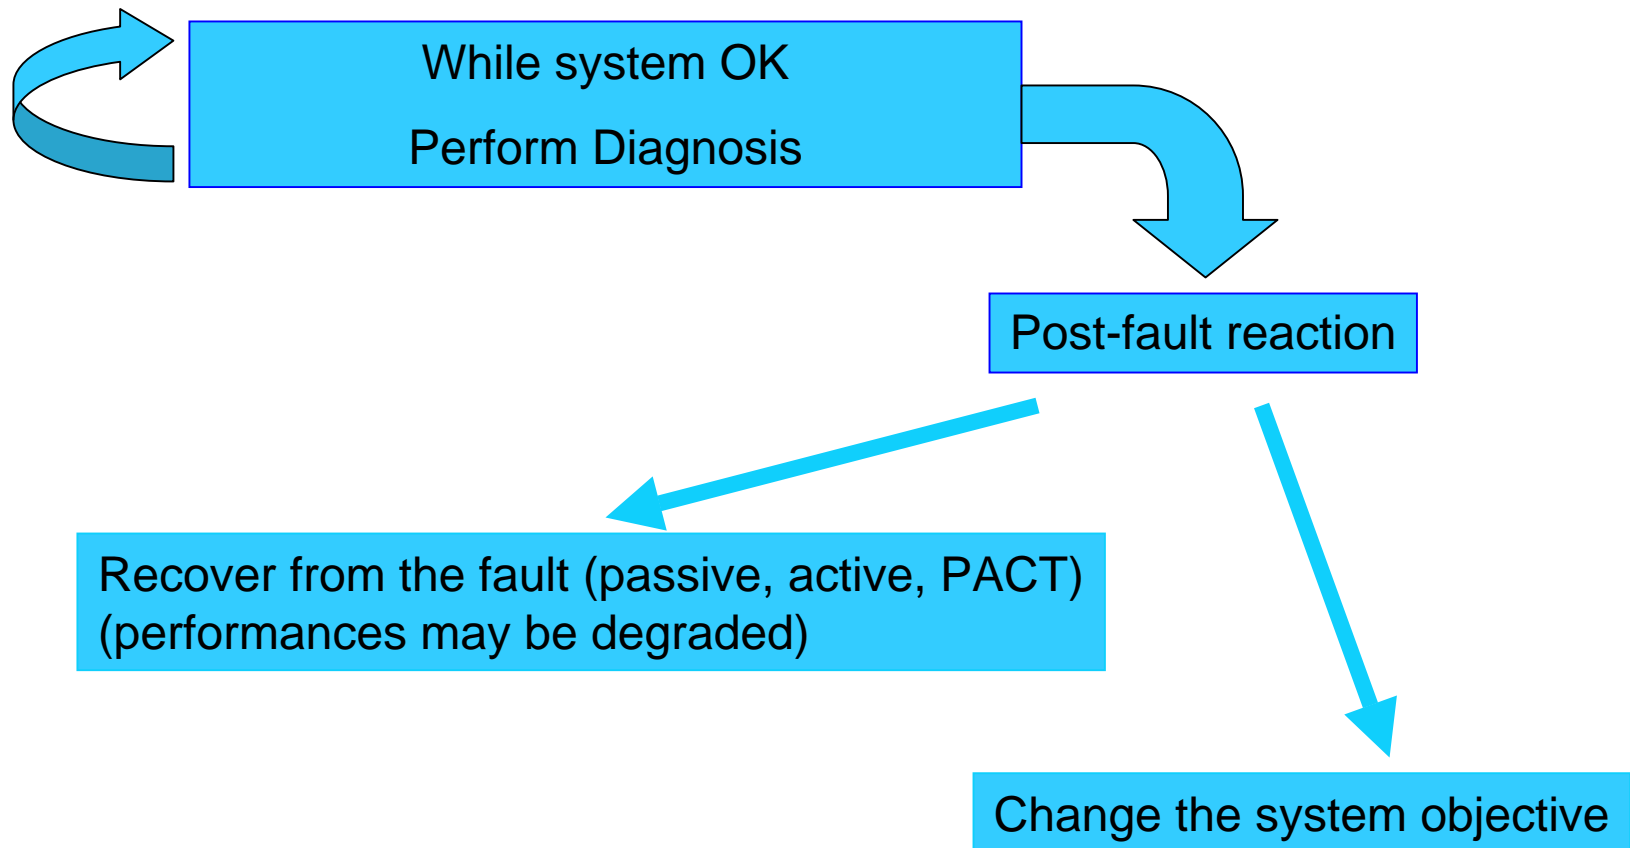 While system OK
Perform Diagnosis
Post-fault reaction
Recover from the fault (passive, active, PACT)
(performances may be degraded)
Change the system objective